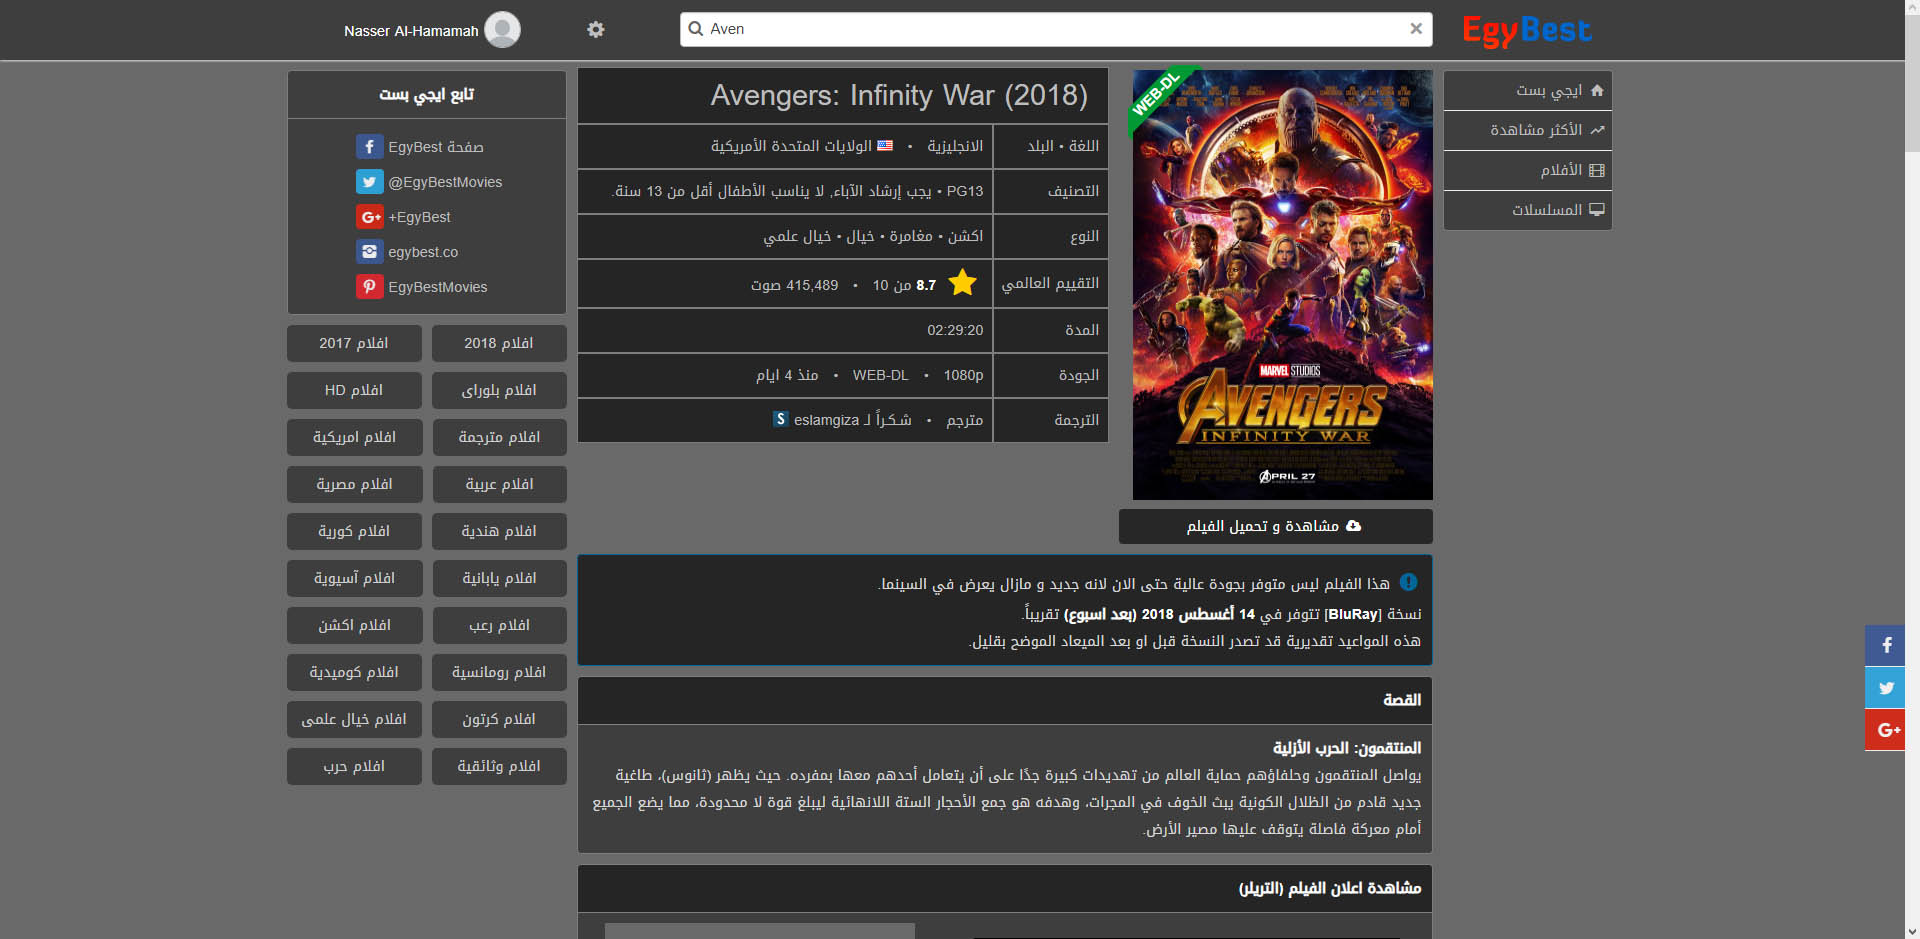 EgyBest
Aven
Nasser Al-Hamamah
ايجي بست
الأكثر مشاهدة
الأفلام
المسلسلات
WEB-DL
MARVEL STUDIOS
AVENGERS
INFINITY WAR
APRIL 27
مشاهدة و تحميل الفيلم
Avengers: Infinity War (2018)
اللغة • البلد الانجليزية • الولايات المتحدة الأمريكية
التصنيف PG13 • يجب إرشاد الآباء, لا يناسب الأطفال أقل من 13 سنة.
النوع اكشن • مغامرة • خيال • خيال علمي
التقييم العالمي 8.7 من 10 • 415,489 صوت
المدة 02:29:20
الجودة 1080p • WEB-DL • منذ 4 ايام
الترجمة مترجم • شـكـراً لـ eslamgiza S
هذا الفيلم ليس متوفر بجودة عالية حتى الان لانه جديد و مازال يعرض في السينما.
نسخة [BluRay] تتوفر في 14 أغسطس 2018 (بعد اسبوع) تقريباً.
هذه المواعيد تقديرية قد تصدر النسخة قبل او بعد الميعاد الموضح بقليل.
القصة
المنتقمون: الحرب الأزلية
يواصل المنتقمون وحلفاؤهم حماية العالم من تهديدات كبيرة جدًا على أن يتعامل أحدهم معها بمفرده. حيث يظهر (ثانوس)، طاغية
جديد قادم من الظلال الكونية يبث الخوف في المجرات، وهدفه هو جمع الأحجار الستة اللانهائية ليبلغ قوة لا محدودة، مما يضع الجميع
أمام معركة فاصلة يتوقف عليها مصير الأرض.
مشاهدة اعلان الفيلم (التريلر)
تابع ايجي بست
صفحة EgyBest
@EgyBestMovies
+EgyBest
egybest.co
EgyBestMovies
افلام 2018 افلام 2017
افلام بلوراى افلام HD
افلام مترجمة افلام امريكية
افلام عربية افلام مصرية
افلام هندية افلام كورية
افلام يابانية افلام آسيوية
افلام رعب افلام اكشن
افلام رومانسية افلام كوميدية
افلام كرتون افلام خيال علمى
افلام وثائقية افلام حرب